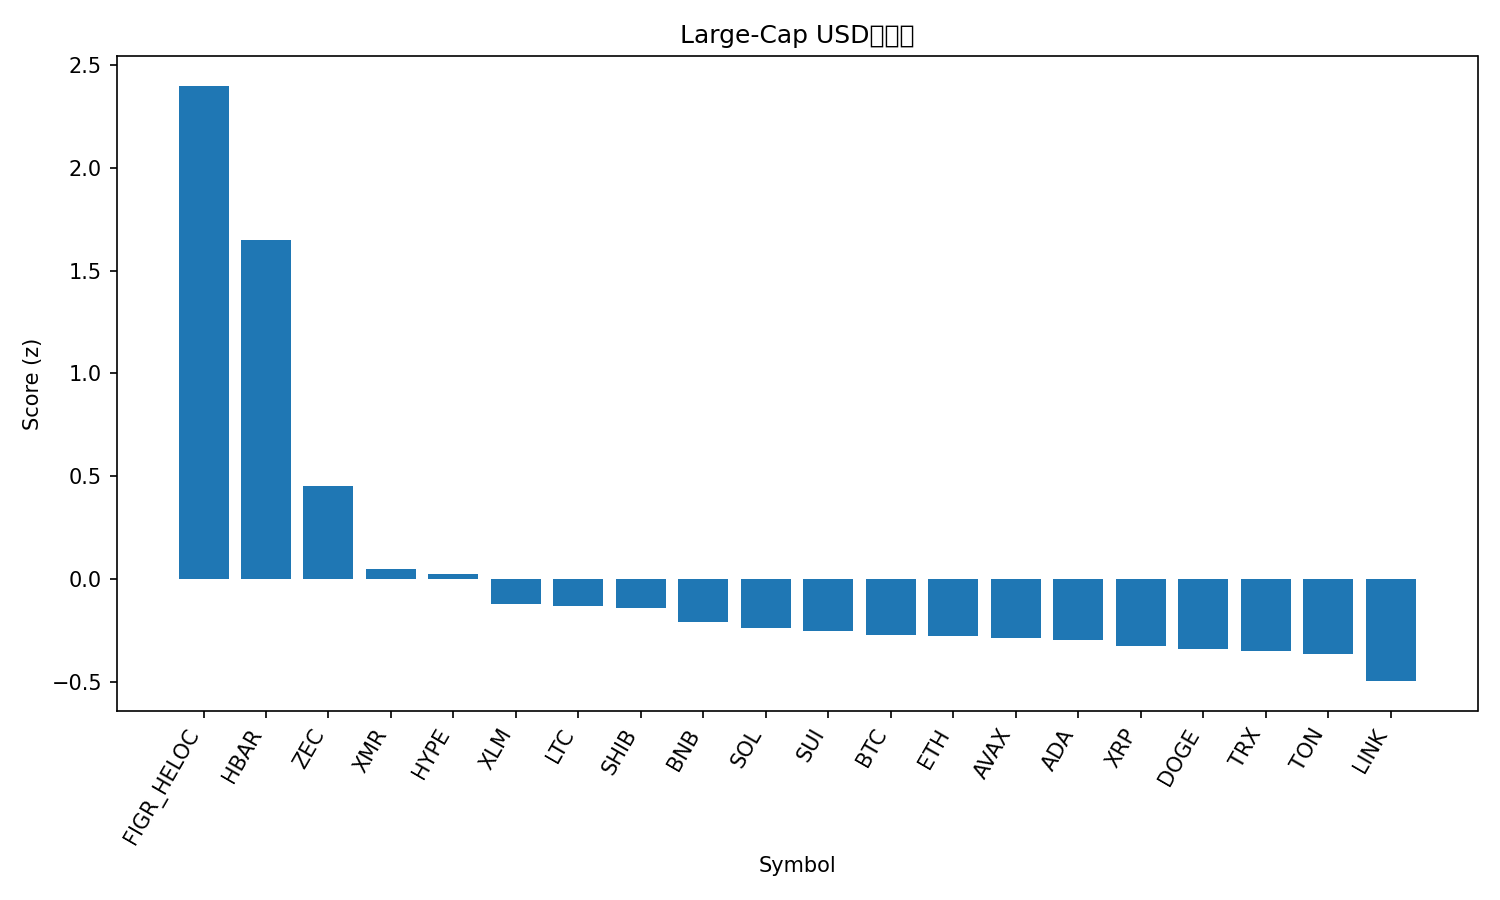 Large-Cap USD
2.5
2.0
1.5
1.0
0.5
0.0
−0.5
Score (z)
FIGR_HELOC
HBAR
ZEC
XMR
HYPE
XLM
LTC
SHIB
BNB
SOL
SUI
BTC
ETH
AVAX
ADA
XRP
DOGE
TRX
TON
LINK
Symbol